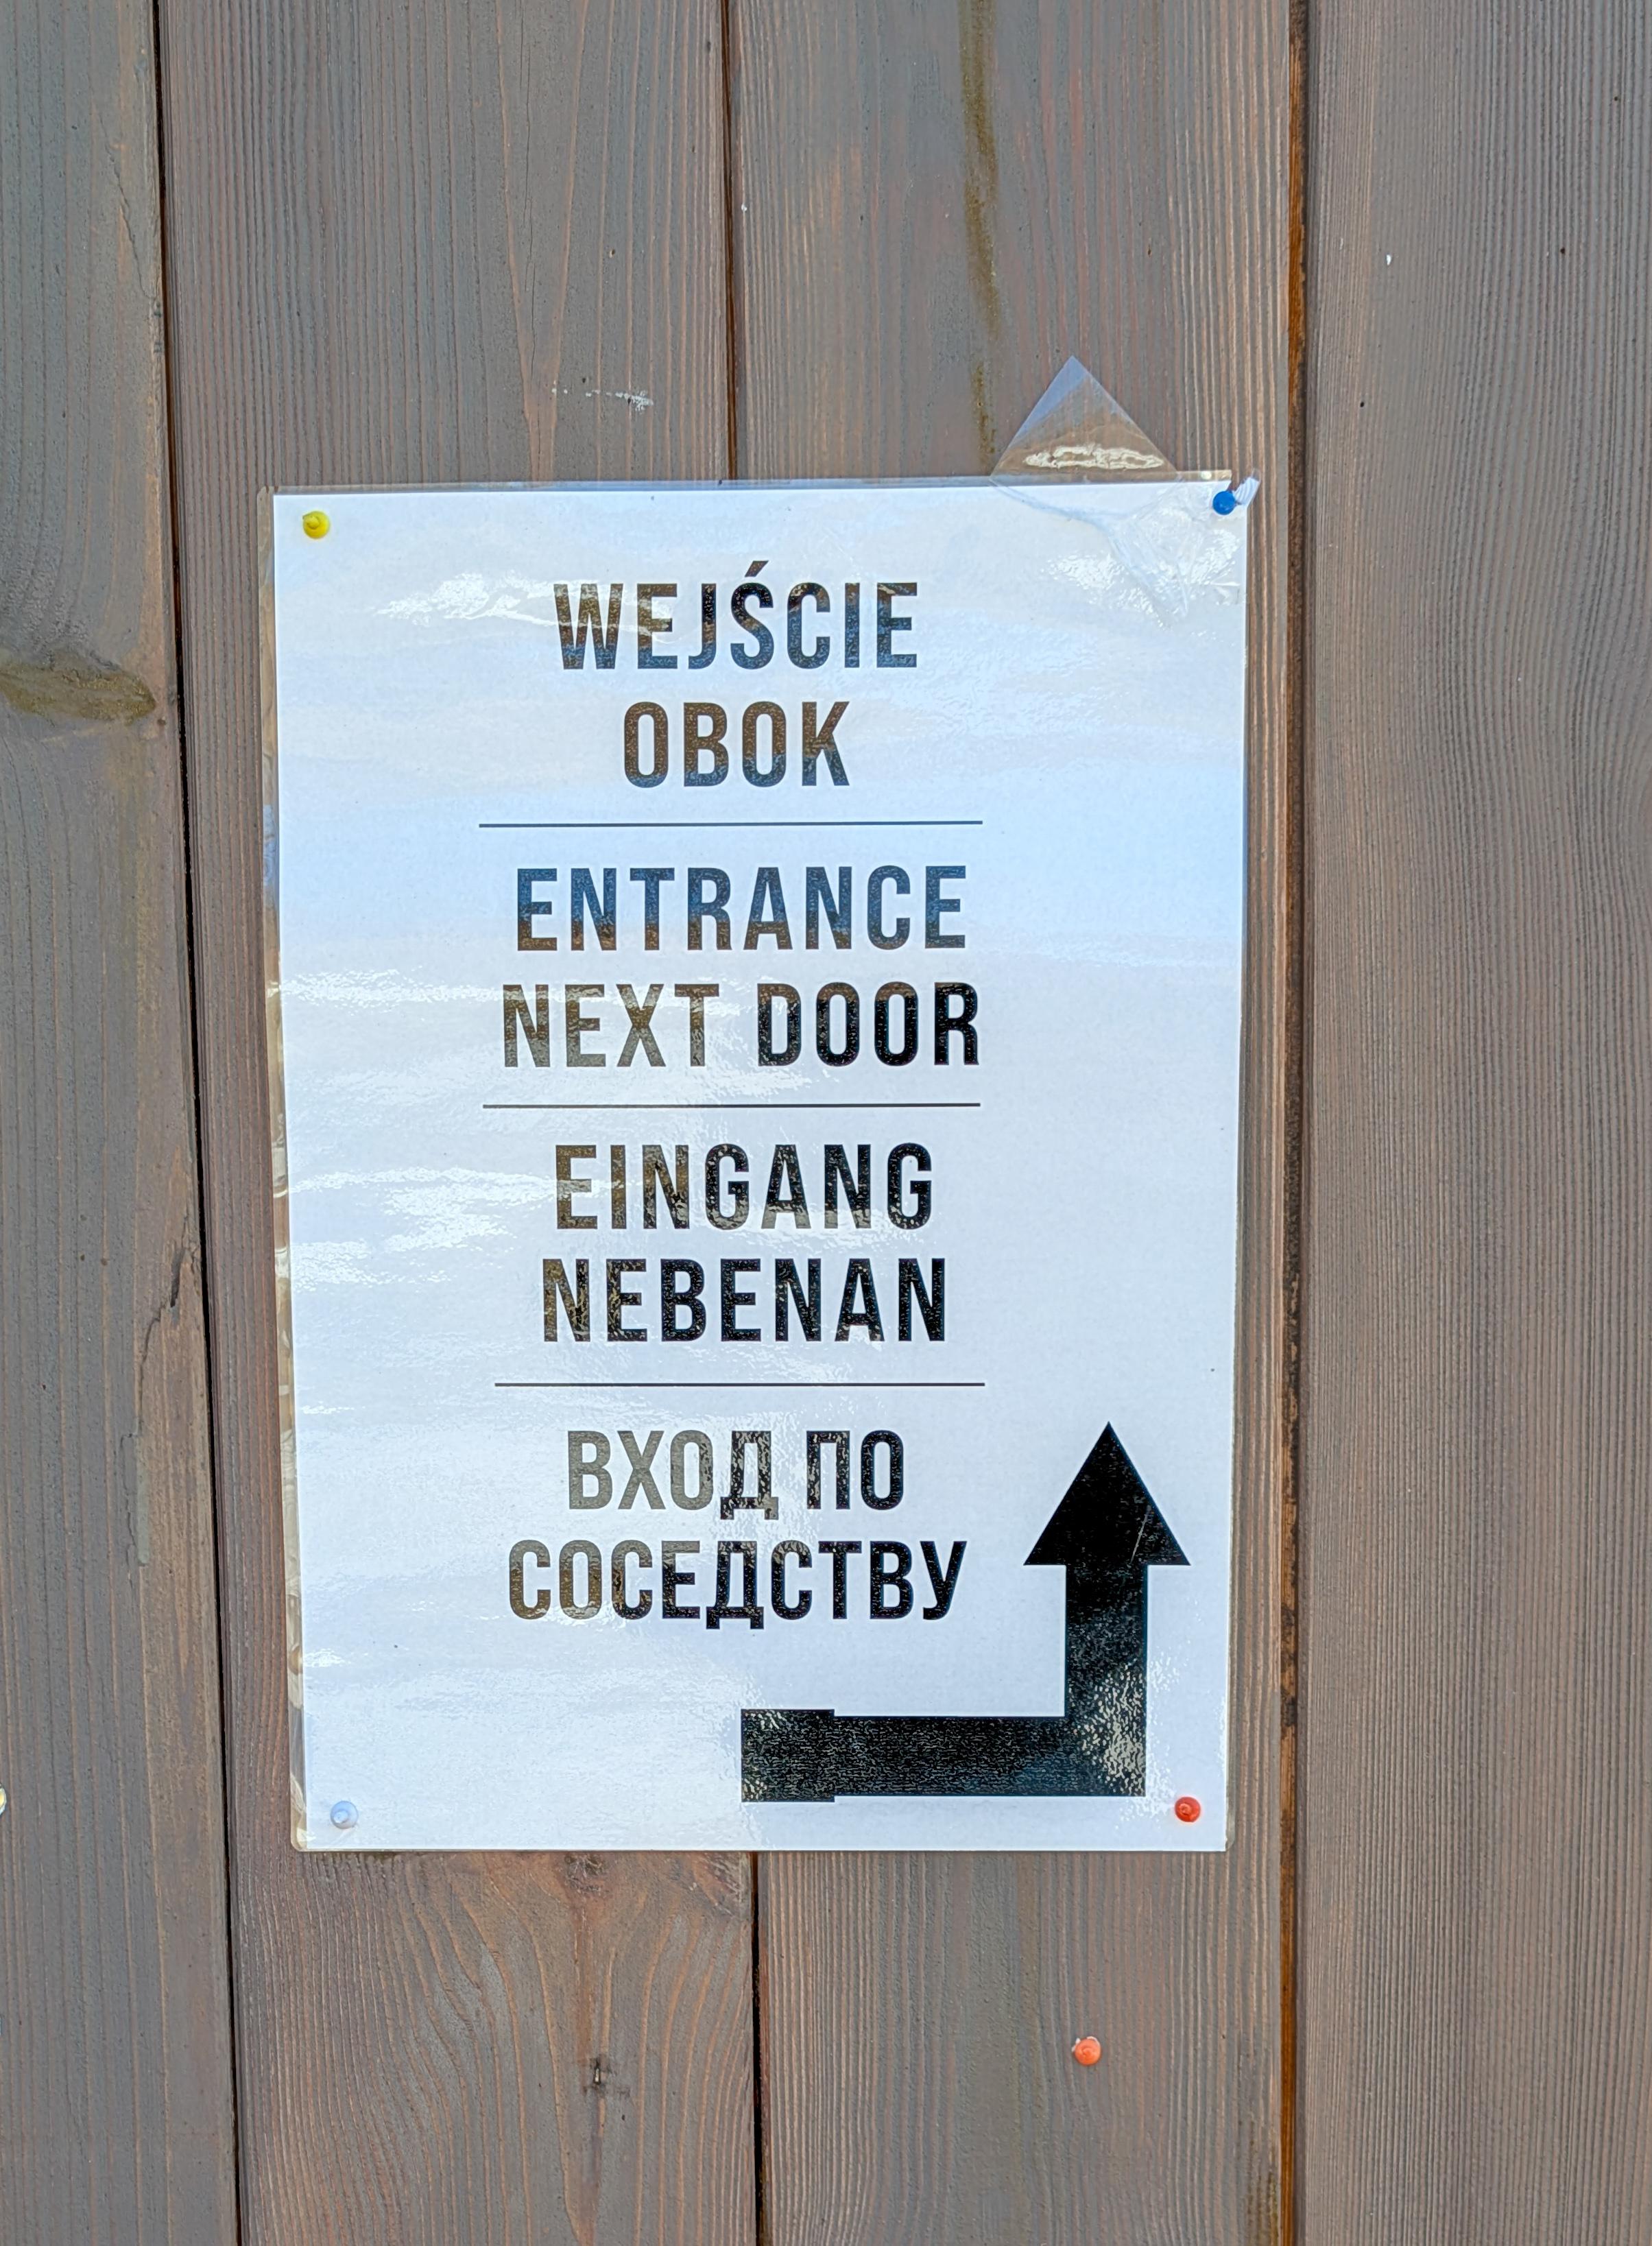 WEJŚCIE
OBOK
ENTRANCE
NEXT DOOR
EINGANG
NEBENAN
ВХОД ПО
СОСЕДСТВУ